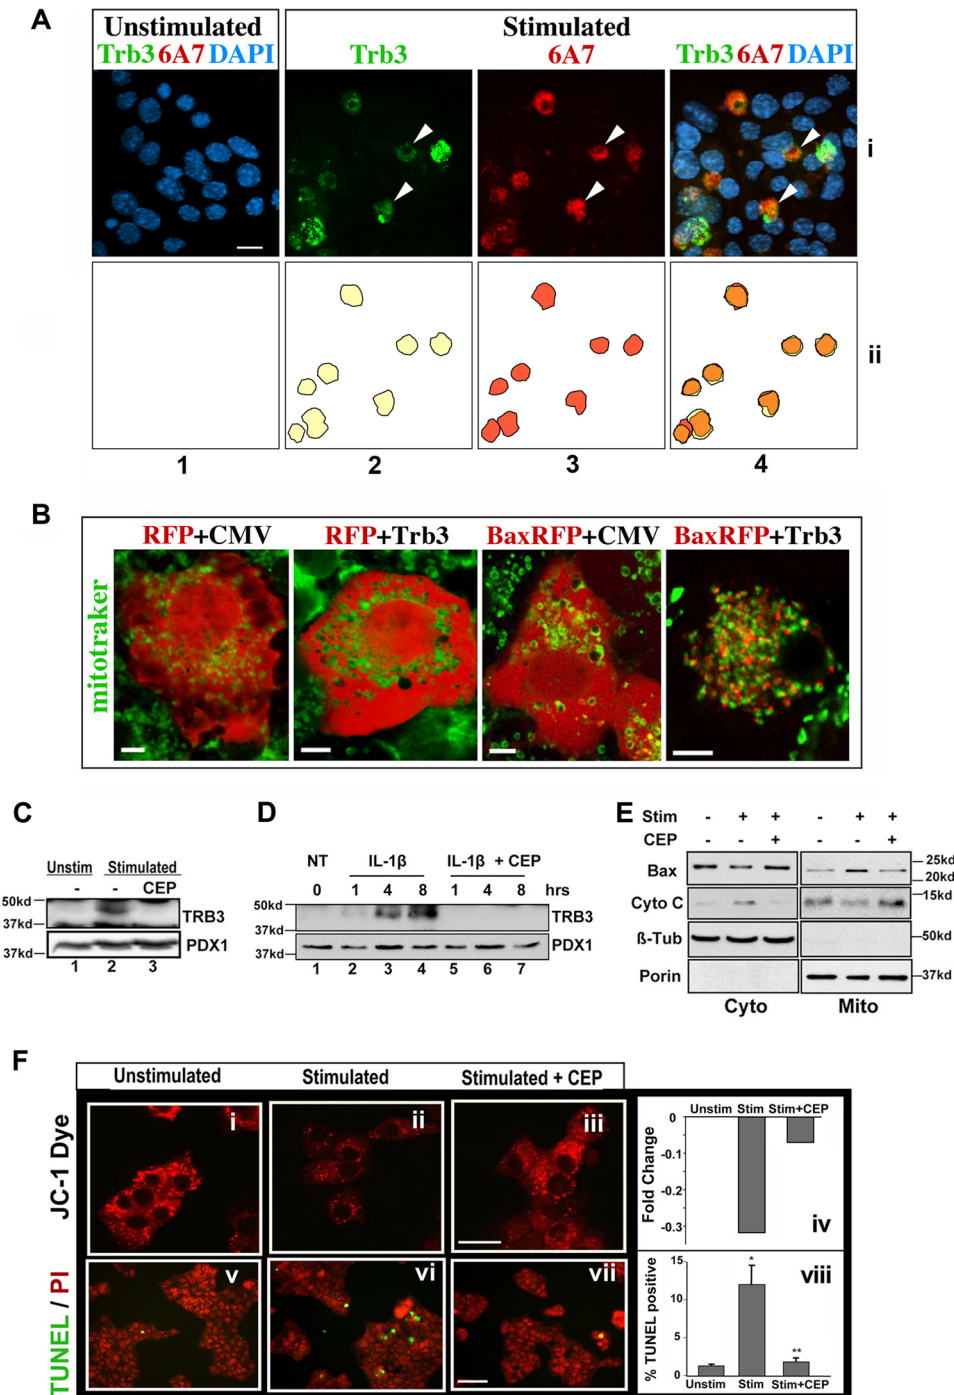 A
Unstimulated
Stimulated
Trb3 6A7 DAPI
Trb3
6A7
Trb3 6A7 DAPI
i
ii
1
2
3
4
B
RFP+CMV
RFP+Trb3
BaxRFP+CMV
BaxRFP+Trb3
mitotraker
C
Unstim
Stimulated
-
-
CEP
50kd
37kd
TRB3
37kd
PDX1
1
2
3
D
NT
IL-1β
IL-1β + CEP
0
1
4
8
hrs
1
4
8
50kd
37kd
TRB3
37kd
PDX1
1
2
3
4
5
6
7
E
Stim
-
+
+
-
+
+
CEP
-
-
+
-
-
+
Bax
25kd
20kd
Cyto C
15kd
ß-Tub
50kd
Porin
37kd
Cyto
Mito
F
Unstimulated
Stimulated
Stimulated + CEP
JC-1 Dye
i
ii
iii
Unstim
Stim
Stim+CEP
0
-0.1
-0.2
-0.3
Fold Change
iv
TUNEL / PI
v
vi
vii
viii
15
10
5
0
% TUNEL positive
*
**
Unstim
Stim
Stim+CEP